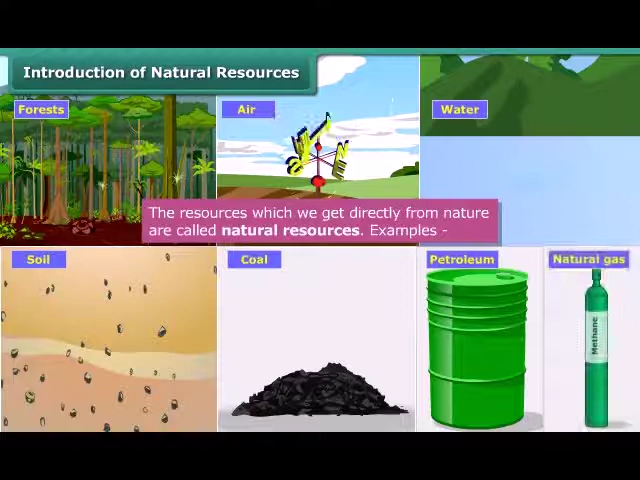 Introduction of Natural Resources
Forests
Air
Water
The resources which we get directly from nature
are called natural resources. Examples -
Soil
Coal
Petroleum
Natural gas
Methane